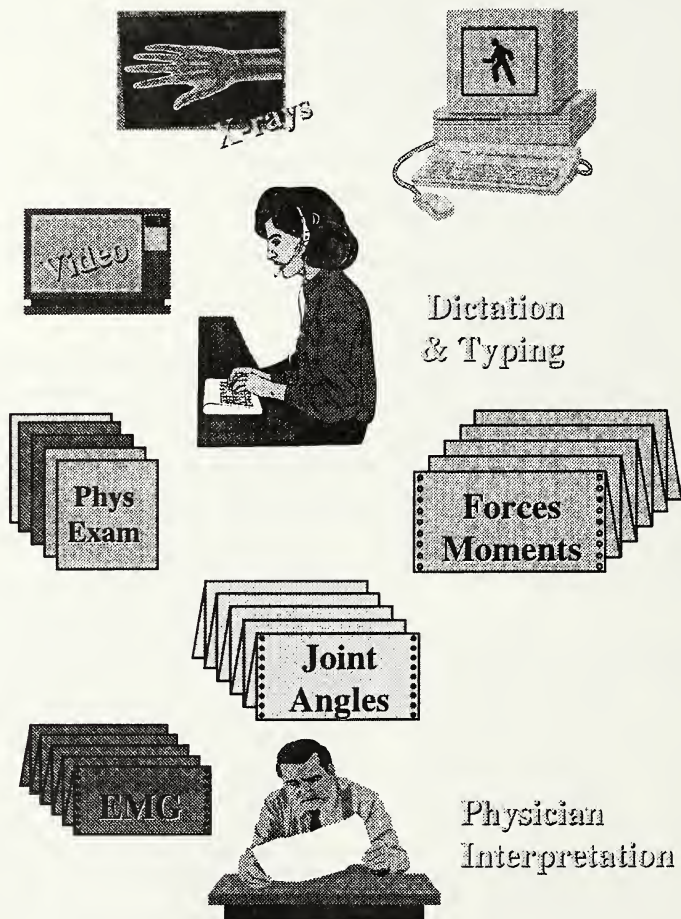 X-rays
Video
Dictation
& Typing
Phys
Exam
Forces
Moments
Joint
Angles
EMG
Physician
Interpretation